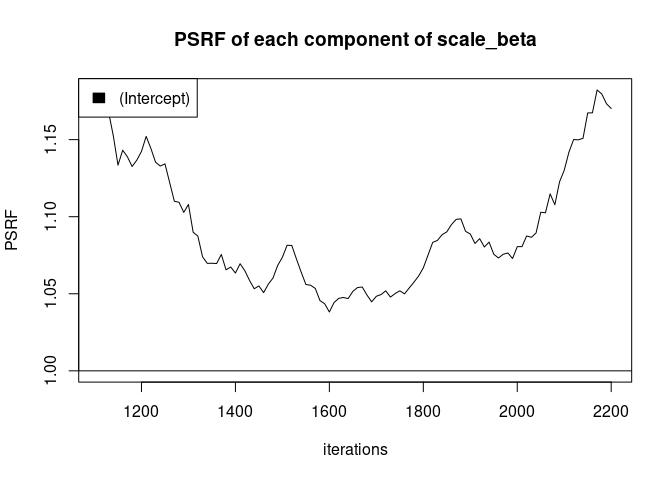 PSRF of each component of scale_beta
(Intercept)
PSRF
1.15
1.10
1.05
1.00
1200 1400 1600 1800 2000 2200
iterations